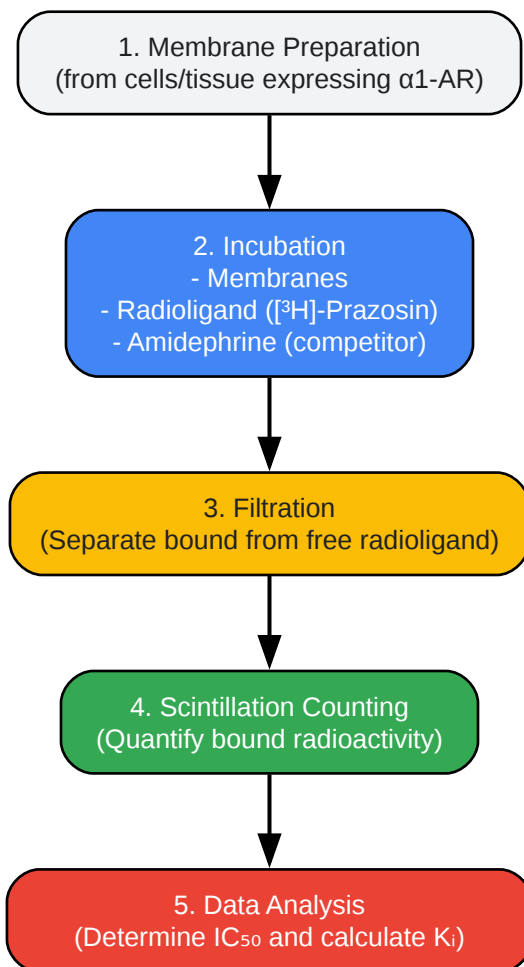 1. Membrane Preparation
(from cells/tissue expressing α1-AR)
2. Incubation
- Membranes
- Radioligand ([³H]-Prazosin)
- Amidephrine (competitor)
3. Filtration
(Separate bound from free radioligand)
4. Scintillation Counting
(Quantify bound radioactivity)
5. Data Analysis
(Determine IC₅₀ and calculate Kᵢ)